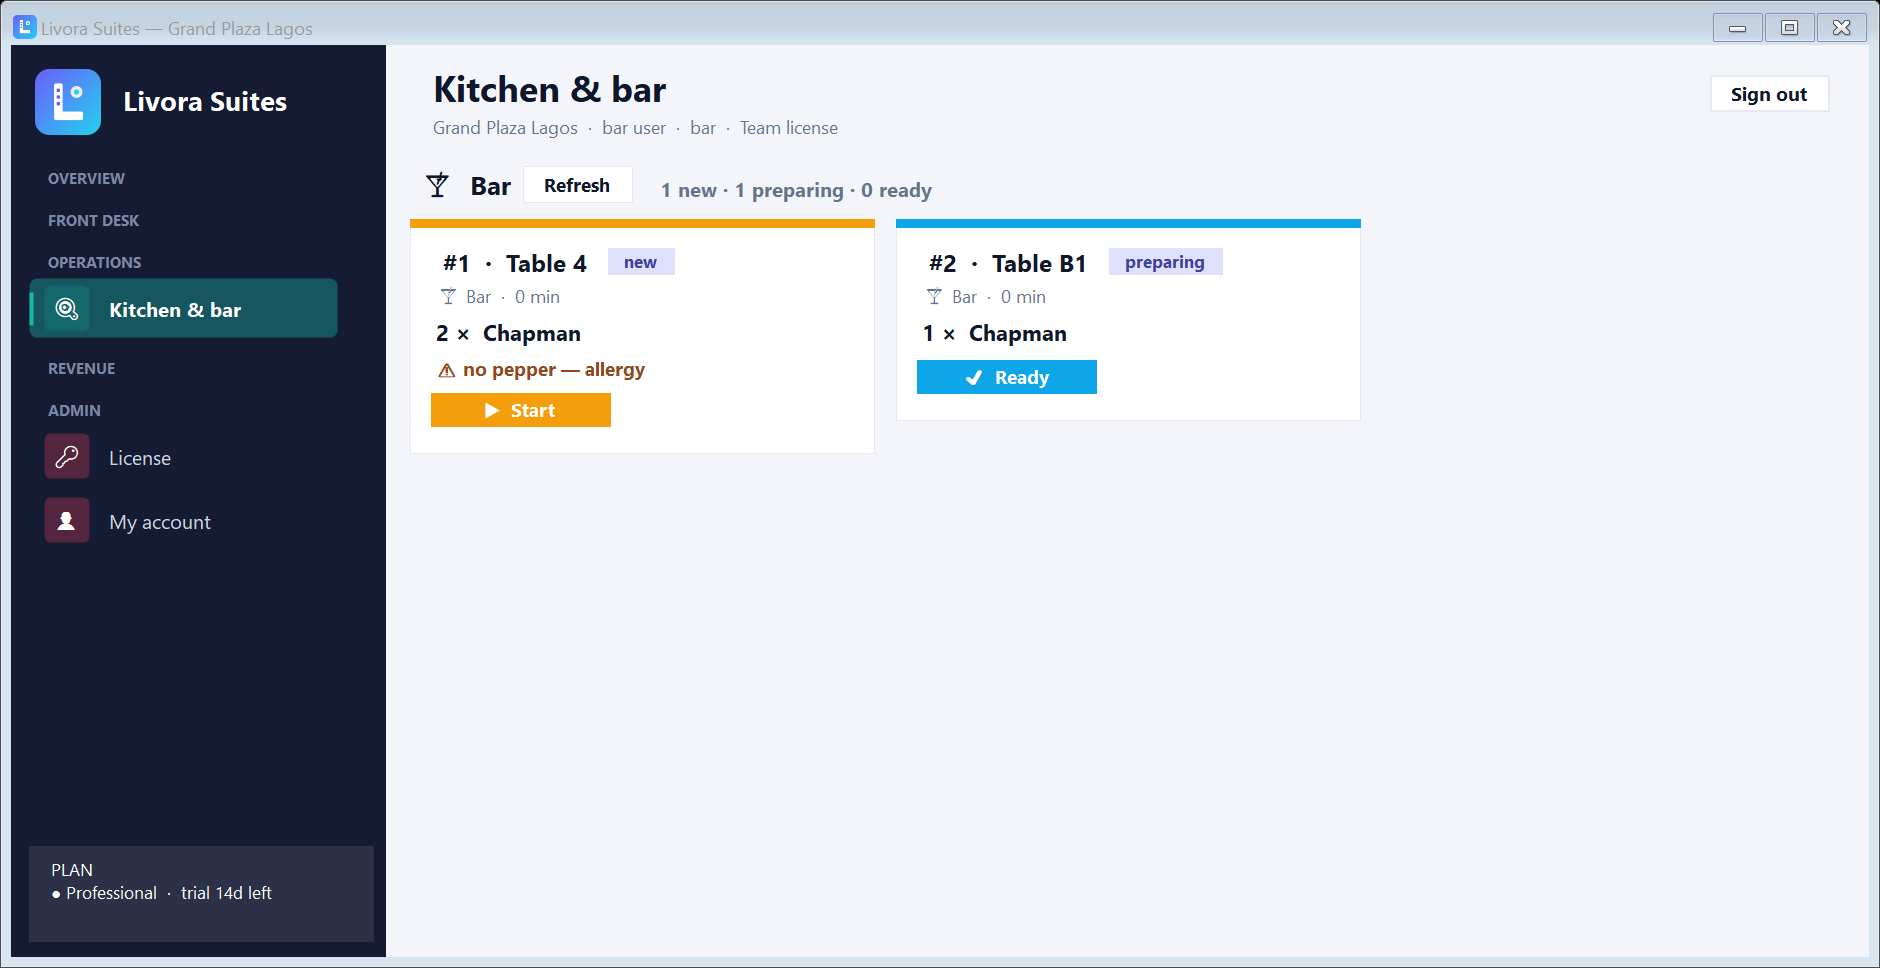 Livora Suites — Grand Plaza Lagos
Livora Suites
OVERVIEW
FRONT DESK
OPERATIONS
Kitchen & bar
REVENUE
ADMIN
License
My account
PLAN
● Professional · trial 14d left
Kitchen & bar
Grand Plaza Lagos · bar user · bar · Team license
Sign out
Bar
Refresh
1 new · 1 preparing · 0 ready
#1 · Table 4 new
Bar · 0 min
2 × Chapman
⚠ no pepper — allergy
▶ Start
#2 · Table B1 preparing
Bar · 0 min
1 × Chapman
✔ Ready